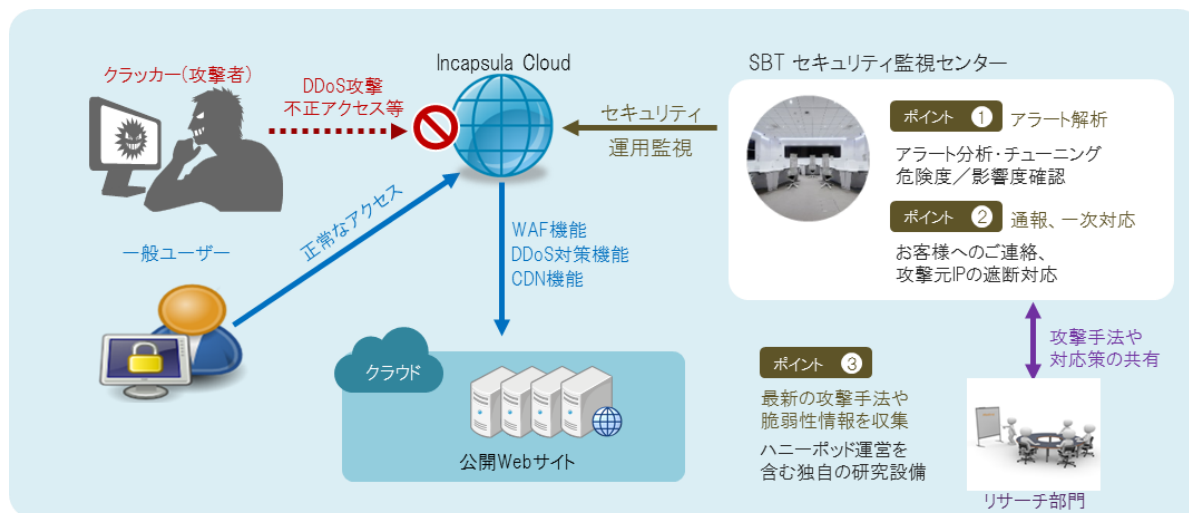 クラッカー(攻撃者)
DDoS攻撃
不正アクセス等
Incapsula Cloud
セキュリティ
運用監視
SBT セキュリティ監視センター
ポイント 1 アラート解析
アラート分析・チューニング
危険度／影響度確認
ポイント 2 通報、一次対応
お客様へのご連絡、
攻撃元IPの遮断対応
一般ユーザー
正常なアクセス
WAF機能
DDoS対策機能
CDN機能
クラウド
公開Webサイト
ポイント 3
最新の攻撃手法や
脆弱性情報を収集
ハニーポッド運営を
含む独自の研究設備
攻撃手法や
対応策の共有
リサーチ部門